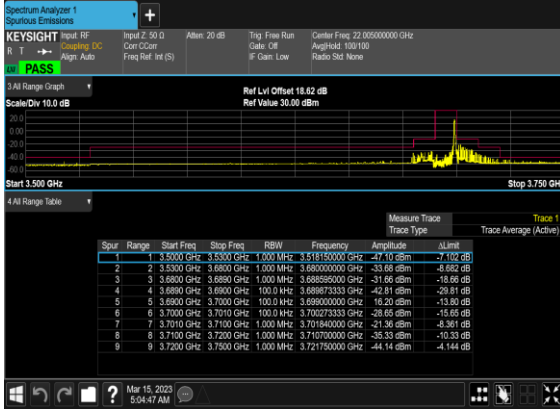 Spectrum Analyzer 1
Spurious Emissions
+
KEYSIGHT Input: RF Input Z: 50 Ω Atten: 20 dB Trig: Free Run Center Freq: 22.005000000 GHz
R T Coupling: DC Corr CCorr Gate: Off Avg|Hold: 100/100
Align: Auto Freq Ref: Int (S) IF Gain: Low Radio Std: None
LXI PASS
3 All Range Graph
Ref Lvl Offset 18.62 dB
Scale/Div 10.0 dB Ref Value 30.00 dBm
20.0
0.00
-20.0
-40.0
-60.0
Start 3.500 GHz Stop 3.750 GH
4 All Range Table
Measure Trace Trace 1
Trace Type Trace Average (Active)
Spur Range Start Freq Stop Freq RBW Frequency Amplitude ΔLimit
1 1 3.5000 GHz 3.5300 GHz 1.000 MHz 3.518150000 GHz -47.10 dBm -7.102 dB
2 2 3.5300 GHz 3.6800 GHz 1.000 MHz 3.680000000 GHz -33.68 dBm -8.682 dB
3 3 3.6800 GHz 3.6890 GHz 1.000 MHz 3.688595000 GHz -31.66 dBm -18.66 dB
4 4 3.6890 GHz 3.6900 GHz 100.0 kHz 3.689873333 GHz -42.81 dBm -29.81 dB
5 5 3.6900 GHz 3.7000 GHz 100.0 kHz 3.699000000 GHz 16.20 dBm -13.80 dB
6 6 3.7000 GHz 3.7010 GHz 100.0 kHz 3.700273333 GHz -28.65 dBm -15.65 dB
7 7 3.7010 GHz 3.7100 GHz 1.000 MHz 3.701840000 GHz -21.36 dBm -8.361 dB
8 8 3.7100 GHz 3.7200 GHz 1.000 MHz 3.710700000 GHz -35.33 dBm -10.33 dB
9 9 3.7200 GHz 3.7500 GHz 1.000 MHz 3.721750000 GHz -44.14 dBm -4.144 dB
? Mar 15, 2023
5:04:47 AM